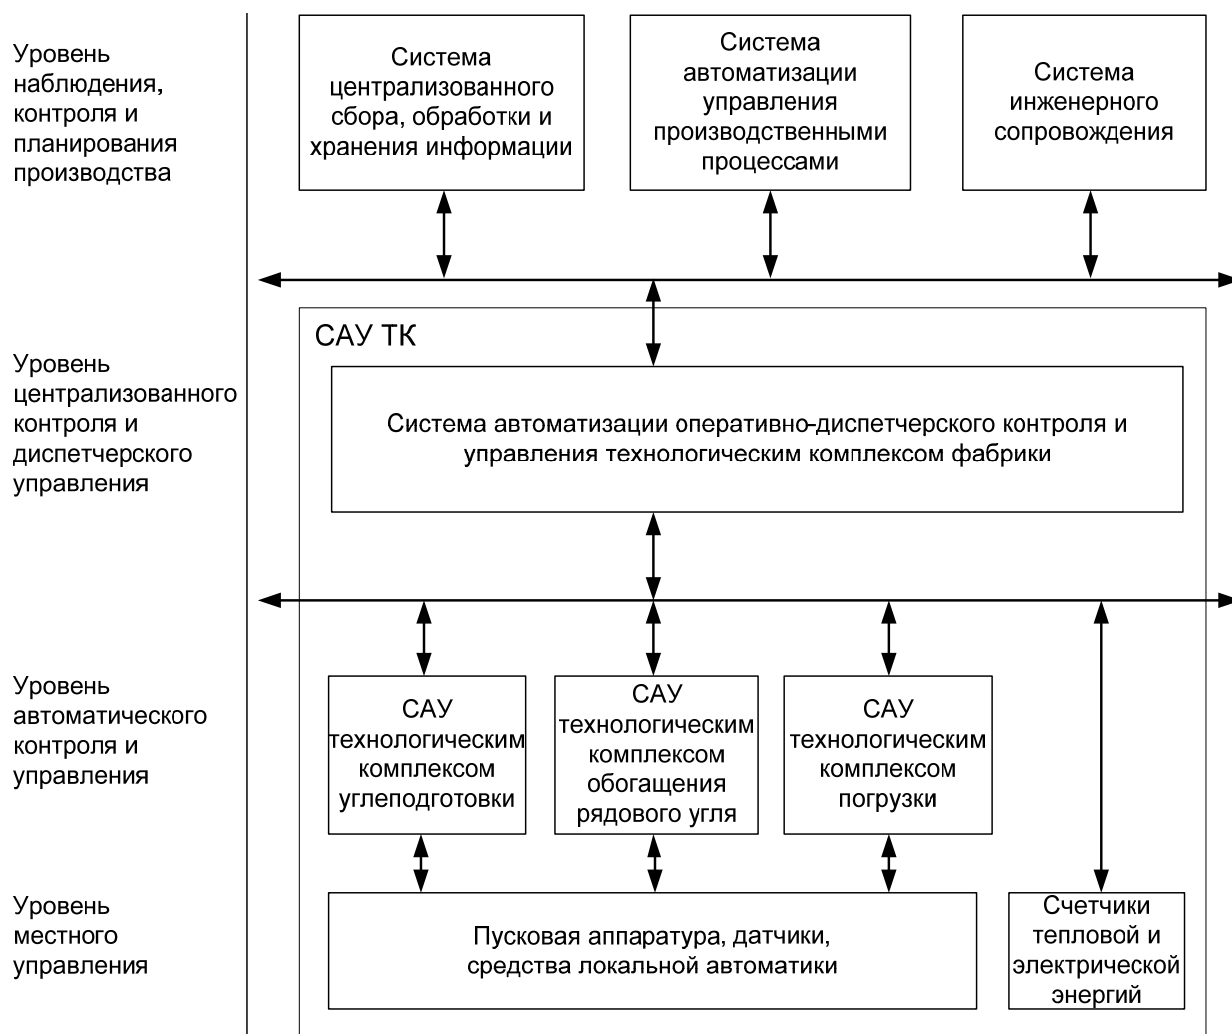 Уровень
наблюдения,
контроля и
планирования
производства
Система
централизованного
сбора, обработки и
хранения информации
Система
автоматизации
управления
производственными
процессами
Система
инженерного
сопровождения
Уровень
централизованного
контроля и
диспетчерского
управления
САУ ТК
Система автоматизации оперативно-диспетчерского контроля и
управления технологическим комплексом фабрики
Уровень
автоматического
контроля и
управления
САУ
технологическим
комплексом
углеподготовки
САУ
технологическим
комплексом
обогащения
рядового угля
САУ
технологическим
комплексом
погрузки
Уровень
местного
управления
Пусковая аппаратура, датчики,
средства локальной автоматики
Счетчики
тепловой и
электрической
энергий